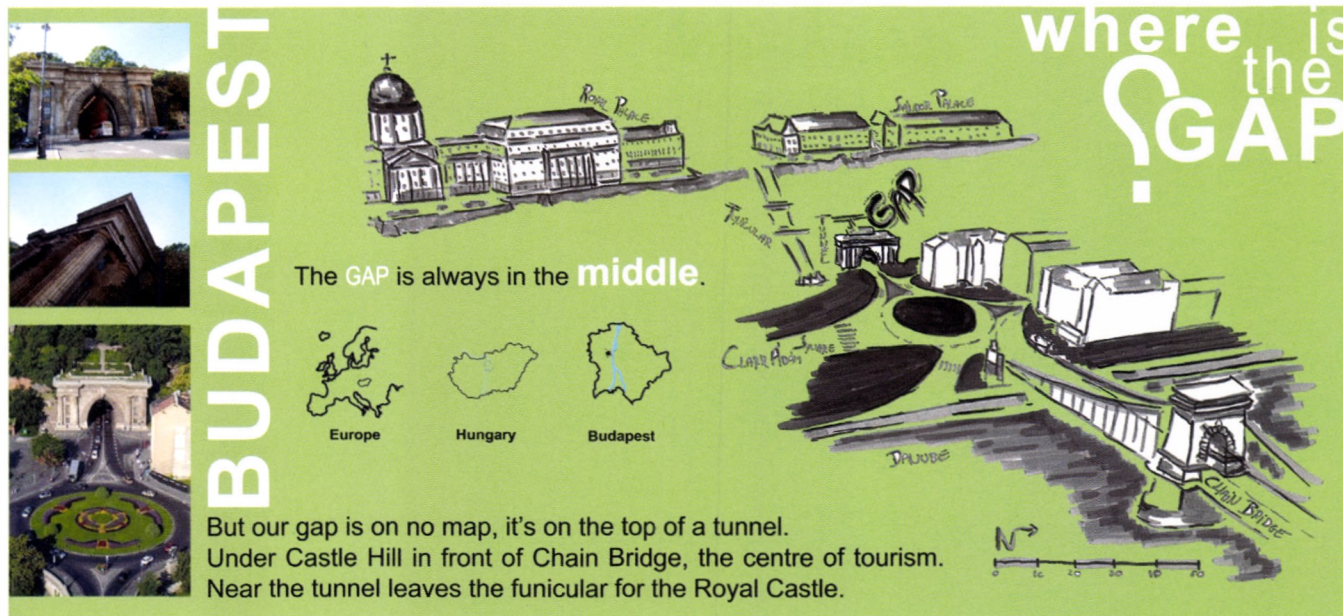 BUDAPEST
where is
the
GAP
?
ROYAL PALACE
SÁNDOR PALACE
GAP
TUNNEL
The GAP is always in the middle.
CLARK ÁDÁM SQUARE
Europe
Hungary
Budapest
DANUBE
CHAIN BRIDGE
But our gap is on no map, it's on the top of a tunnel.
Under Castle Hill in front of Chain Bridge, the centre of tourism.
Near the tunnel leaves the funicular for the Royal Castle.
N
0 10 20 30 40 50